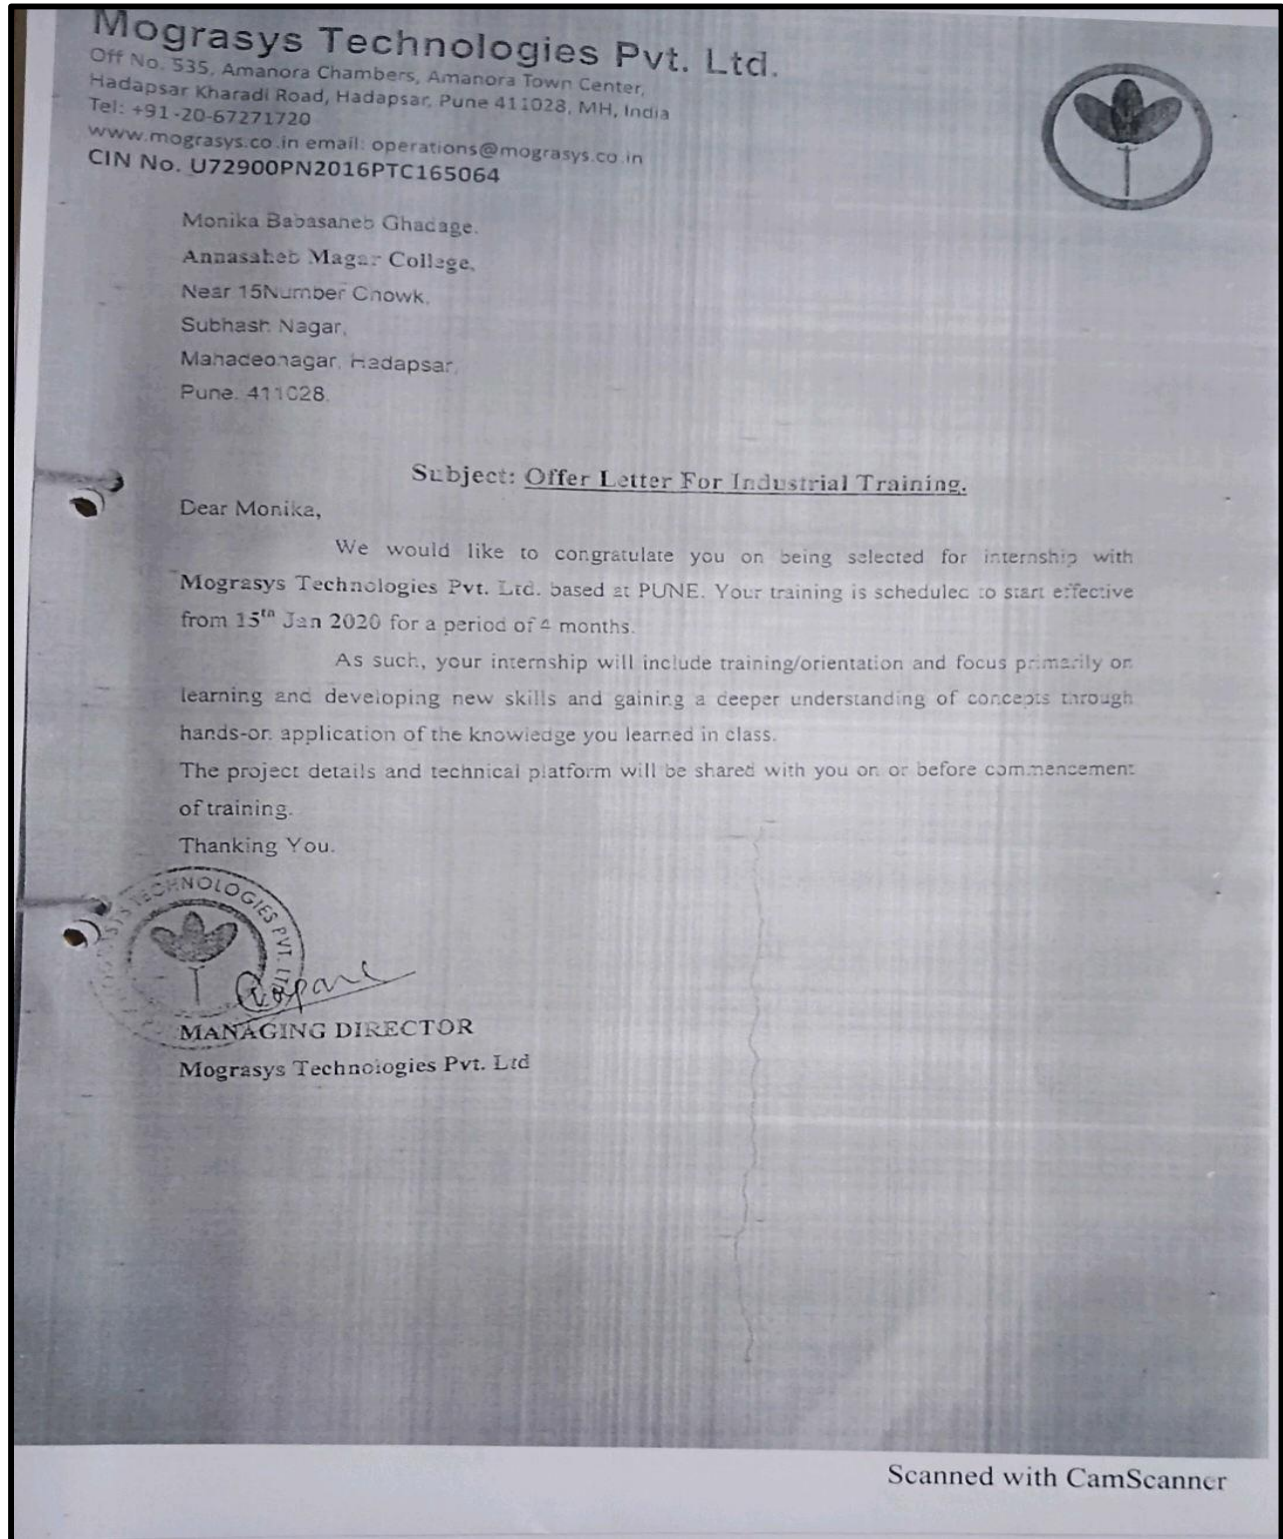 Mograsys Technologies Pvt. Ltd.
Off No. 535, Amanora Chambers, Amanora Town Center,
Hadapsar Kharadi Road, Hadapsar, Pune 411028, MH, India
Tel: +91-20-67271720
www.mograsys.co.in email: operations@mograsys.co.in
CIN No. U72900PN2016PTC165064
Monika Babasaheb Ghadage.
Annasaheb Magar College,
Near 15Number Chowk,
Subhash Nagar,
Mahadeonagar, Hadapsar,
Pune. 411028.
Subject: Offer Letter For Industrial Training.
Dear Monika,
We would like to congratulate you on being selected for internship with
Mograsys Technologies Pvt. Ltd. based at PUNE. Your training is scheduled to start effective
from 15th Jan 2020 for a period of 4 months.
As such, your internship will include training/orientation and focus primarily on
learning and developing new skills and gaining a deeper understanding of concepts through
hands-on application of the knowledge you learned in class.
The project details and technical platform will be shared with you on or before commencement
of training.
Thanking You.
TECHNOLOGIES PVT. LTD
MANAGING DIRECTOR
Mograsys Technologies Pvt. Ltd
Scanned with CamScanner